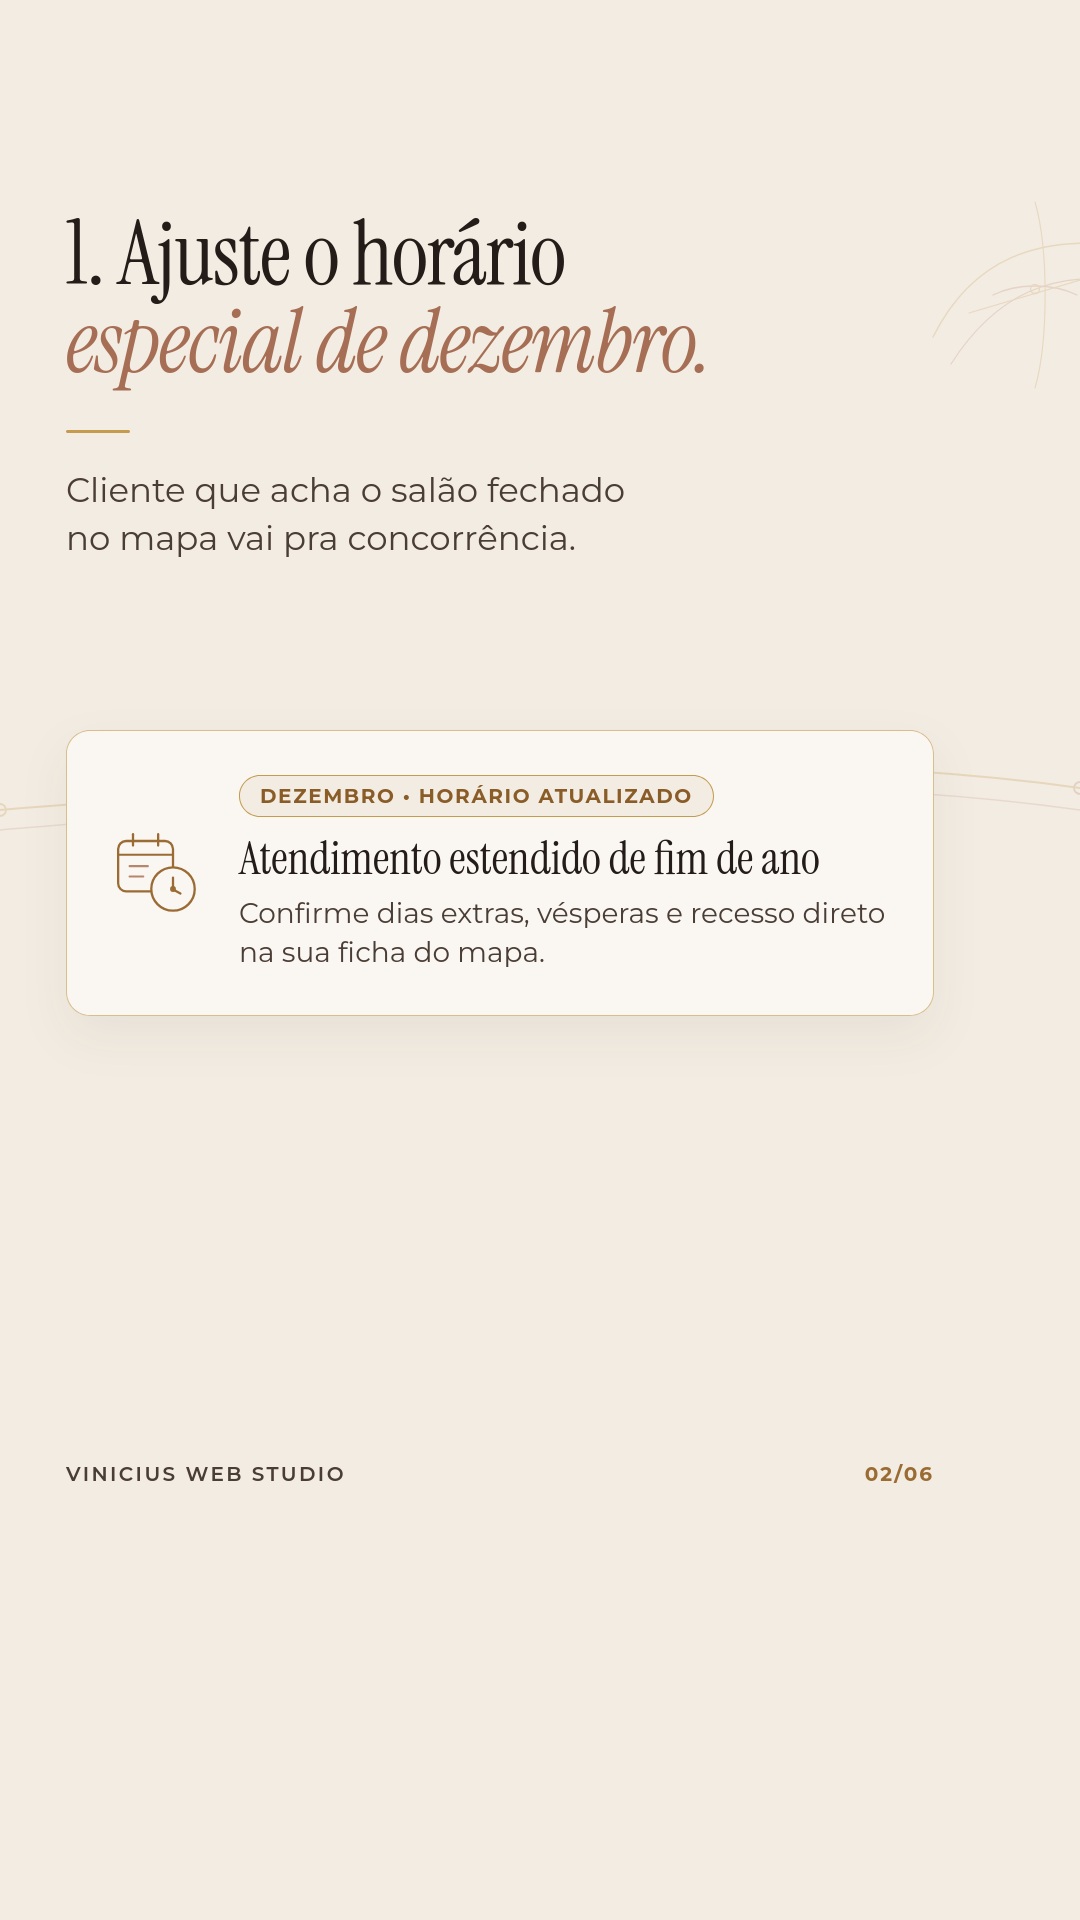 1. Ajuste o horário
especial de dezembro.
Cliente que acha o salão fechado
no mapa vai pra concorrência.
DEZEMBRO • HORÁRIO ATUALIZADO
Atendimento estendido de fim de ano
Confirme dias extras, vésperas e recesso direto
na sua ficha do mapa.
VINICIUS WEB STUDIO
02/06